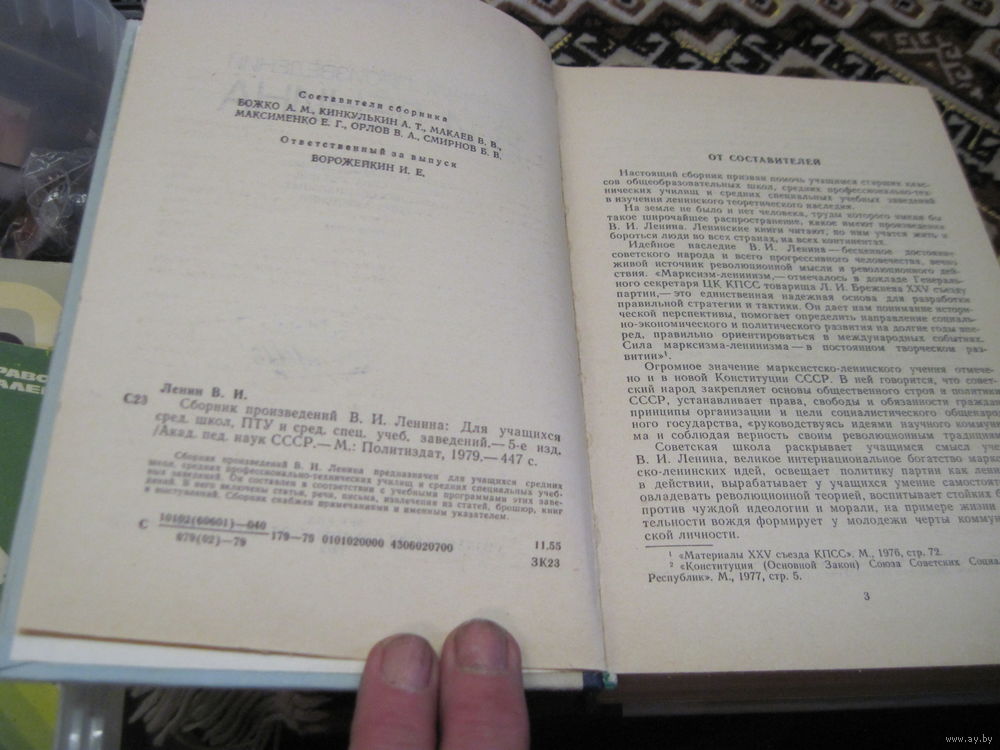 Составители сборника
БОЖКО А. М., КИНКУЛЬКИН А. Т., МАКАЕВ В. В.,
МАКСИМЕНКО Е. Г., ОРЛОВ В. А., СМИРНОВ Б. В.
Ответственный за выпуск
ВОРОЖЕЙКИН И. Е.
Ленин В. И.
С23
Сборник произведений В. И. Ленина: Для учащихся
сред. школ, ПТУ и сред. спец. учеб. заведений.— 5-е изд.
/Акад. пед. наук СССР.— М.: Политиздат, 1979.— 447 с.
Сборник произведений В. И. Ленина предназначен для учащихся средних
школ, средних профессионально-технических училищ и средних специальных учеб-
ных заведений. Он составлен в соответствии с учебными программами этих заве-
дений. В него включены статьи, речи, письма, извлечения из статей, брошюр, книг
и выступлений. Сборник снабжен примечаниями и именным указателем.
С 10102(60601)—040
079(02)—79
179—79 0101020000 4306020700
11.55
ЗК23
ОТ СОСТАВИТЕЛЕЙ
Настоящий сборник призван помочь учащимся старших клас-
сов общеобразовательных школ, средних профессионально-тех-
нических училищ и средних специальных учебных заведений
в изучении ленинского теоретического наследия.
На земле не было и нет человека, труды которого имели бы
такое широчайшее распространение, какое имеют произведения
В. И. Ленина. Ленинские книги читают, по ним учатся жить и
бороться люди во всех странах, на всех континентах.
Идейное наследие В. И. Ленина — бесценное достояние
советского народа и всего прогрессивного человечества, вечно
живой источник революционной мысли и революционного дей-
ствия. «Марксизм-ленинизм,— отмечалось в докладе Генераль-
ного секретаря ЦК КПСС товарища Л. И. Брежнева XXV съезду
партии,— это единственная надежная основа для разработки
правильной стратегии и тактики. Он дает нам понимание истори-
ческой перспективы, помогает определить направление социаль-
но-экономического и политического развития на долгие годы впе-
ред, правильно ориентироваться в международных событиях.
Сила марксизма-ленинизма — в постоянном творческом раз-
витии»¹.
Огромное значение марксистско-ленинского учения отмече-
но и в новой Конституции СССР. В ней говорится, что совет-
ский народ закрепляет основы общественного строя и политики
СССР, устанавливает права, свободы и обязанности граждан,
принципы организации и цели социалистического общенарод-
ного государства, «руководствуясь идеями научного коммуниз-
ма и соблюдая верность своим революционным традициям
Советская школа раскрывает учащимся смысл учения
В. И. Ленина, великое интернациональное богатство маркси
ско-ленинских идей, освещает политику партии как ленин
в действии, вырабатывает у учащихся умение самостояте
овладевать революционной теорией, воспитывает стойких б
против чуждой идеологии и морали, на примере жизни
тельности вождя формирует у молодежи черты коммун
ской личности.
¹ «Материалы XXV съезда КПСС». М., 1976, стр. 72.
² «Конституция (Основной Закон) Союза Советских Социа
Республик». М., 1977, стр. 5.
3
www.ay.by